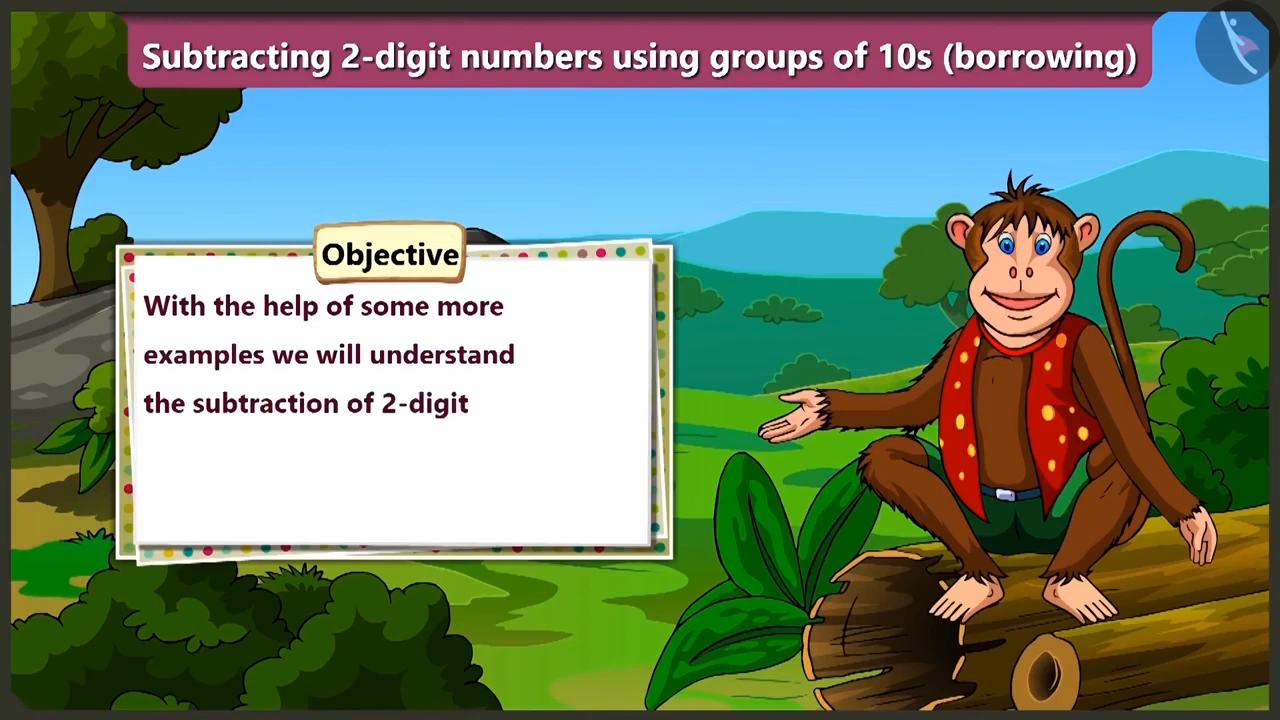 Subtracting 2-digit numbers using groups of 10s (borrowing)
Objective
With the help of some more
examples we will understand
the subtraction of 2-digit